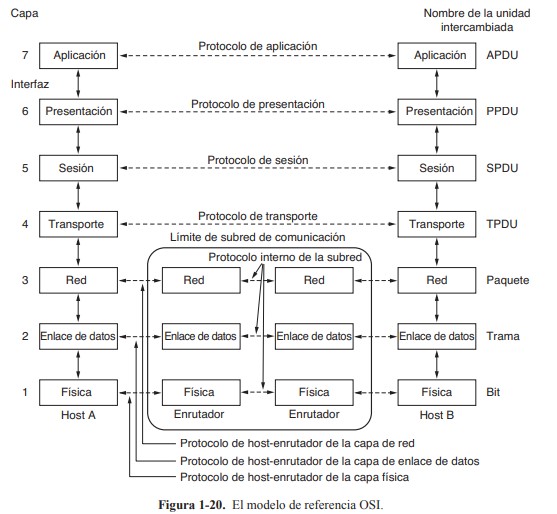 Capa
Nombre de la unidad
intercambiada
7 Aplicación Protocolo de aplicación Aplicación APDU
Interfaz
6 Presentación Protocolo de presentación Presentación PPDU
5 Sesión Protocolo de sesión Sesión SPDU
4 Transporte Protocolo de transporte Transporte TPDU
Límite de subred de comunicación
Protocolo interno de la subred
3 Red Red Red Red Paquete
2 Enlace de datos Enlace de datos Enlace de datos Enlace de datos Trama
1 Física Física Física Física Bit
Host A Enrutador Enrutador Host B
Protocolo de host-enrutador de la capa de red
Protocolo de host-enrutador de la capa de enlace de datos
Protocolo de host-enrutador de la capa física
Figura 1-20. El modelo de referencia OSI.